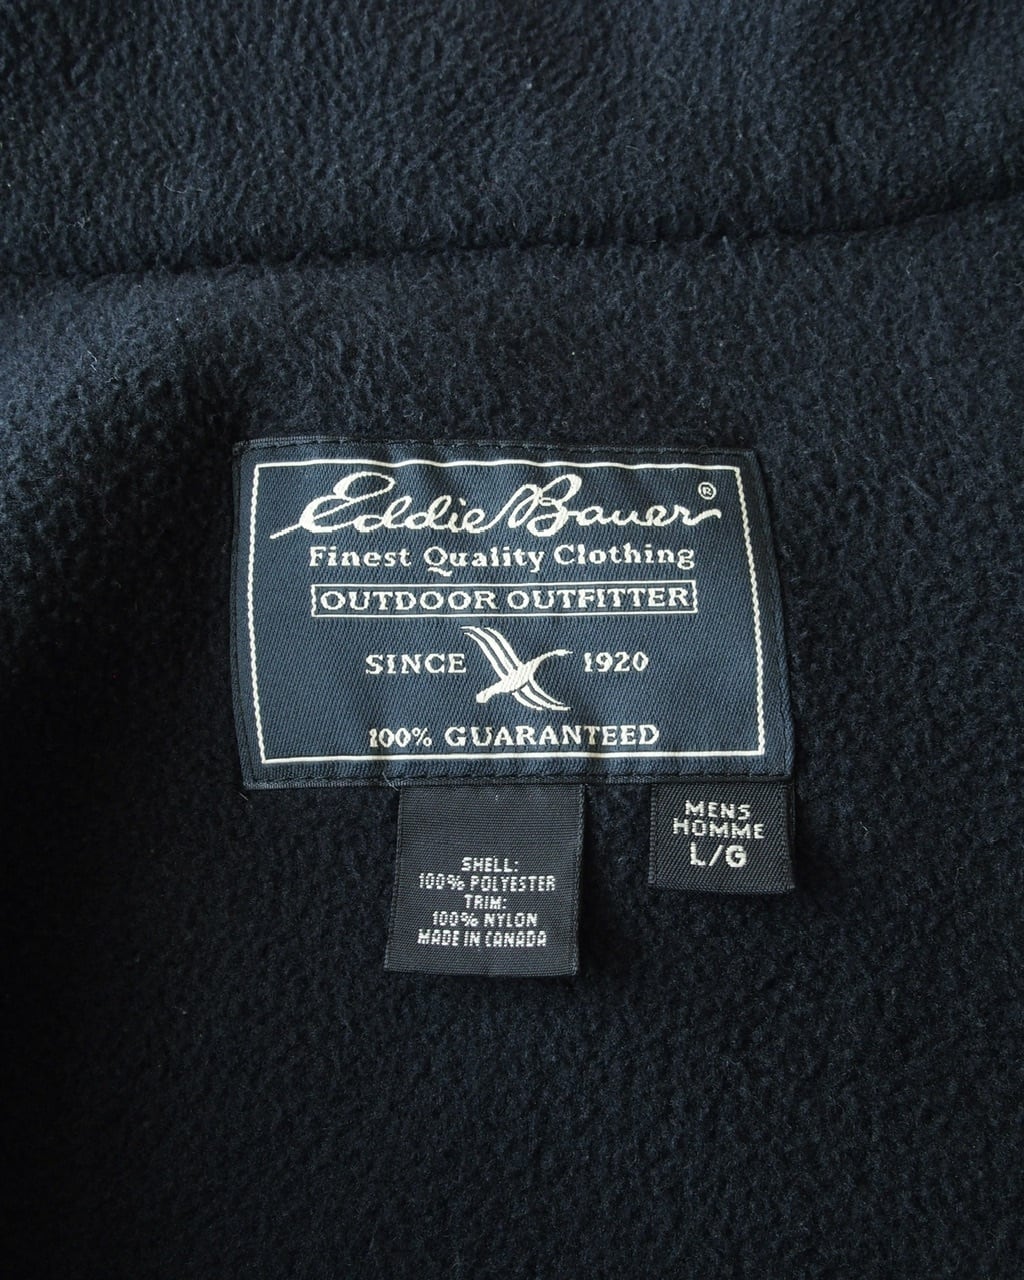 Eddie Bauer®
Finest Quality Clothing
OUTDOOR OUTFITTER
SINCE 1920
100% GUARANTEED
SHELL:
100% POLYESTER
TRIM:
100% NYLON
MADE IN CANADA
MENS
HOMME
L/G